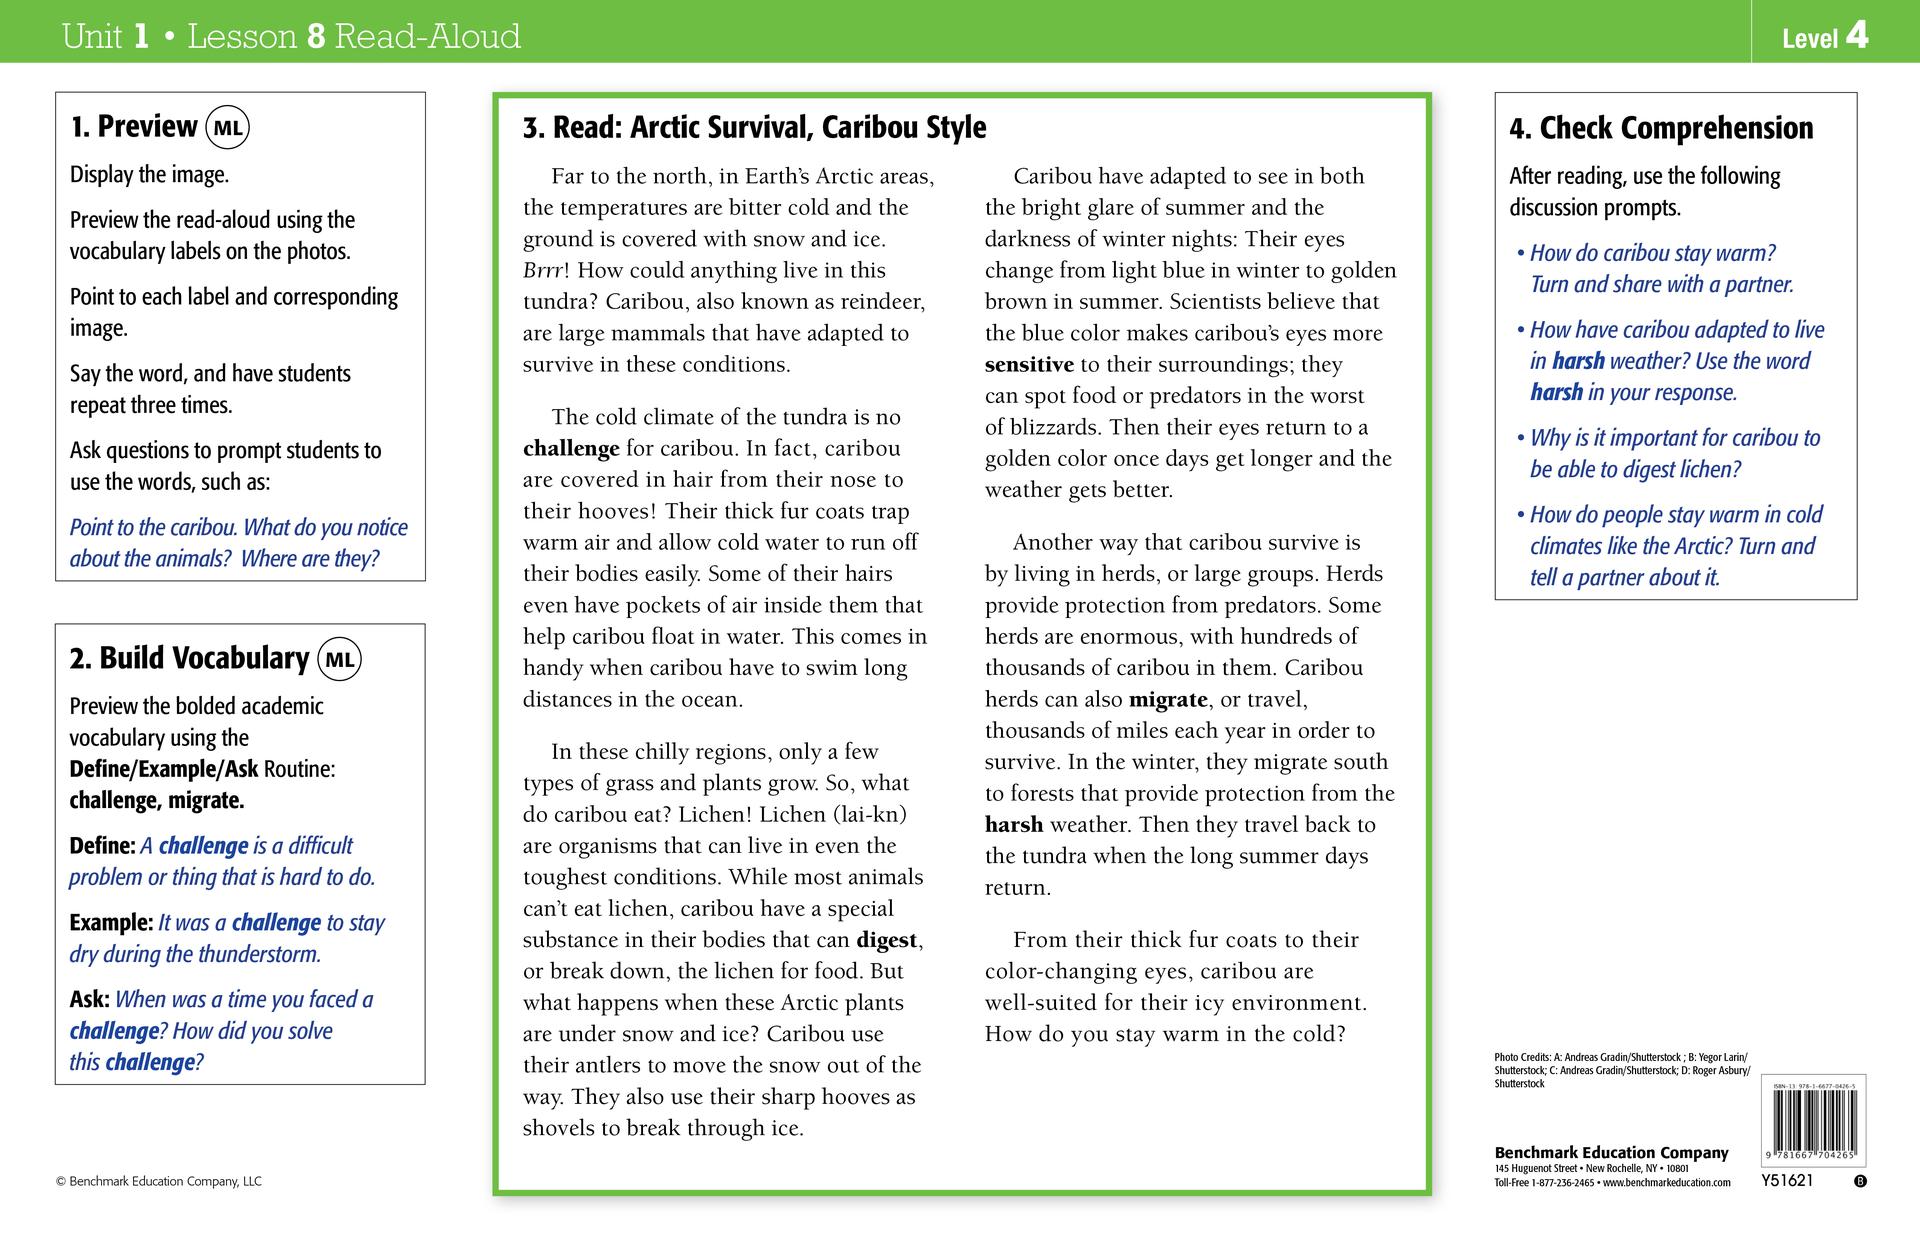 Unit 1 • Lesson 8 Read-Aloud
Level 4
1. Preview ML
Display the image.
Preview the read-aloud using the
vocabulary labels on the photos.
Point to each label and corresponding
image.
Say the word, and have students
repeat three times.
Ask questions to prompt students to
use the words, such as:
Point to the caribou. What do you notice
about the animals?  Where are they?
2. Build Vocabulary ML
Preview the bolded academic
vocabulary using the
Define/Example/Ask Routine:
challenge, migrate.
Define: A challenge is a difficult
problem or thing that is hard to do.
Example: It was a challenge to stay
dry during the thunderstorm.
Ask: When was a time you faced a
challenge? How did you solve
this challenge?
© Benchmark Education Company, LLC
3. Read: Arctic Survival, Caribou Style
Far to the north, in Earth’s Arctic areas,
the temperatures are bitter cold and the
ground is covered with snow and ice.
Brrr! How could anything live in this
tundra? Caribou, also known as reindeer,
are large mammals that have adapted to
survive in these conditions.
The cold climate of the tundra is no
challenge for caribou. In fact, caribou
are covered in hair from their nose to
their hooves! Their thick fur coats trap
warm air and allow cold water to run off
their bodies easily. Some of their hairs
even have pockets of air inside them that
help caribou float in water. This comes in
handy when caribou have to swim long
distances in the ocean.
In these chilly regions, only a few
types of grass and plants grow. So, what
do caribou eat? Lichen! Lichen (lai-kn)
are organisms that can live in even the
toughest conditions. While most animals
can’t eat lichen, caribou have a special
substance in their bodies that can digest,
or break down, the lichen for food. But
what happens when these Arctic plants
are under snow and ice? Caribou use
their antlers to move the snow out of the
way. They also use their sharp hooves as
shovels to break through ice.
Caribou have adapted to see in both
the bright glare of summer and the
darkness of winter nights: Their eyes
change from light blue in winter to golden
brown in summer. Scientists believe that
the blue color makes caribou’s eyes more
sensitive to their surroundings; they
can spot food or predators in the worst
of blizzards. Then their eyes return to a
golden color once days get longer and the
weather gets better.
Another way that caribou survive is
by living in herds, or large groups. Herds
provide protection from predators. Some
herds are enormous, with hundreds of
thousands of caribou in them. Caribou
herds can also migrate, or travel,
thousands of miles each year in order to
survive. In the winter, they migrate south
to forests that provide protection from the
harsh weather. Then they travel back to
the tundra when the long summer days
return.
From their thick fur coats to their
color-changing eyes, caribou are
well-suited for their icy environment.
How do you stay warm in the cold?
4. Check Comprehension
After reading, use the following
discussion prompts.
• How do caribou stay warm?
Turn and share with a partner.
• How have caribou adapted to live
in harsh weather? Use the word
harsh in your response.
• Why is it important for caribou to
be able to digest lichen?
• How do people stay warm in cold
climates like the Arctic? Turn and
tell a partner about it.
Photo Credits: A: Andreas Gradin/Shutterstock ; B: Yegor Larin/
Shutterstock; C: Andreas Gradin/Shutterstock; D: Roger Asbury/
Shutterstock
Benchmark Education Company
145 Huguenot Street • New Rochelle, NY • 10801
Toll-Free 1-877-236-2465 • www.benchmarkeducation.com
ISBN-13: 978-1-6677-0426-5
9 781667 704265
Y51621
B